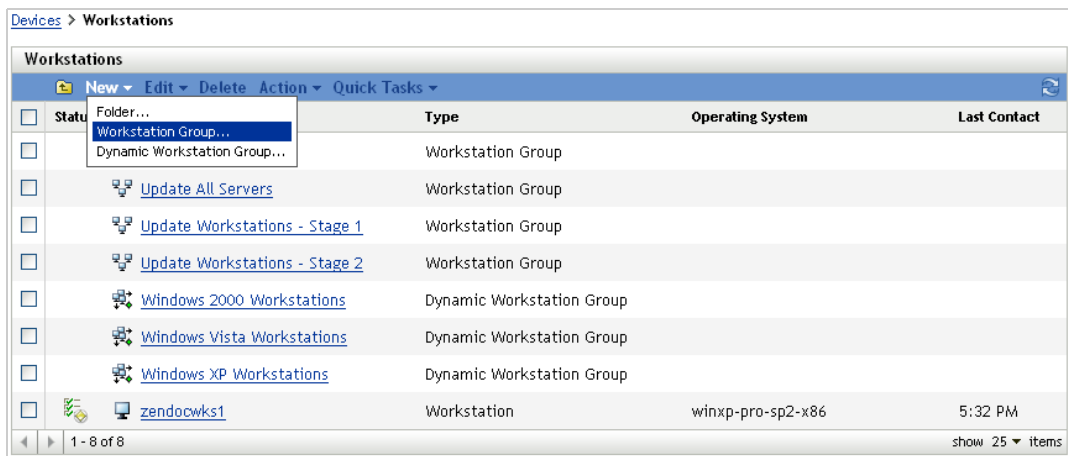 Devices > Workstations
Workstations
New Edit Delete Action Quick Tasks
Statu Type Operating System Last Contact
Folder...
Workstation Group...
Dynamic Workstation Group...
Workstation Group
Update All Servers Workstation Group
Update Workstations - Stage 1 Workstation Group
Update Workstations - Stage 2 Workstation Group
Windows 2000 Workstations Dynamic Workstation Group
Windows Vista Workstations Dynamic Workstation Group
Windows XP Workstations Dynamic Workstation Group
zendocwks1 Workstation winxp-pro-sp2-x86 5:32 PM
1 - 8 of 8 show 25 items